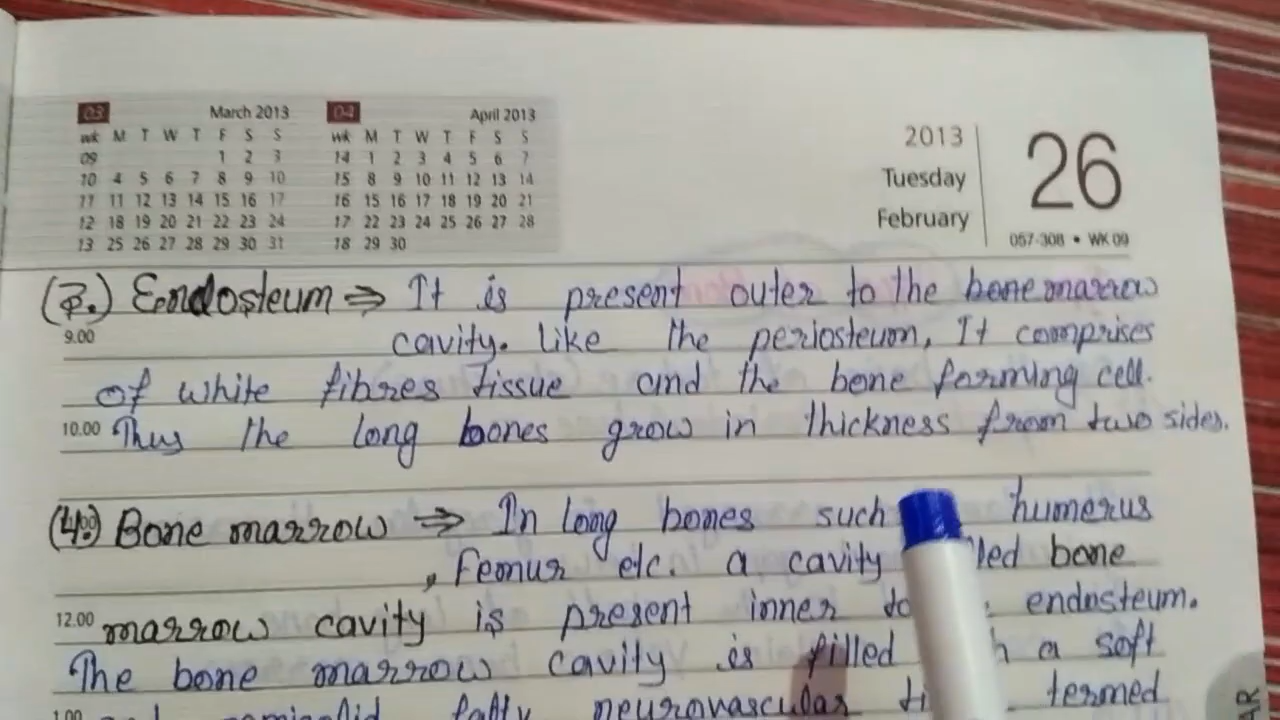 03 March 2013
wk M T W T F S S
09 1 2 3
10 4 5 6 7 8 9 10
11 11 12 13 14 15 16 17
12 18 19 20 21 22 23 24
13 25 26 27 28 29 30 31
04 April 2013
wk M T W T F S S
14 1 2 3 4 5 6 7
15 8 9 10 11 12 13 14
16 15 16 17 18 19 20 21
17 22 23 24 25 26 27 28
18 29 30
2013
Tuesday
February
26
057-308 • WK 09
Endosteum ⇒ It is present outer to the bone marrow
9.00 cavity. like the periosteum, It comprises
of white fibres tissue and the bone forming cell.
10.00 Thus the long bones grow in thickness from two sides.
(4.) Bone marrow ⇒ In long bones such humerus
, Femur etc. a cavity bone
12.00 marrow cavity is present inner endosteum.
The bone marrow cavity is filled a soft
1.00 and fatty neurovascular termed